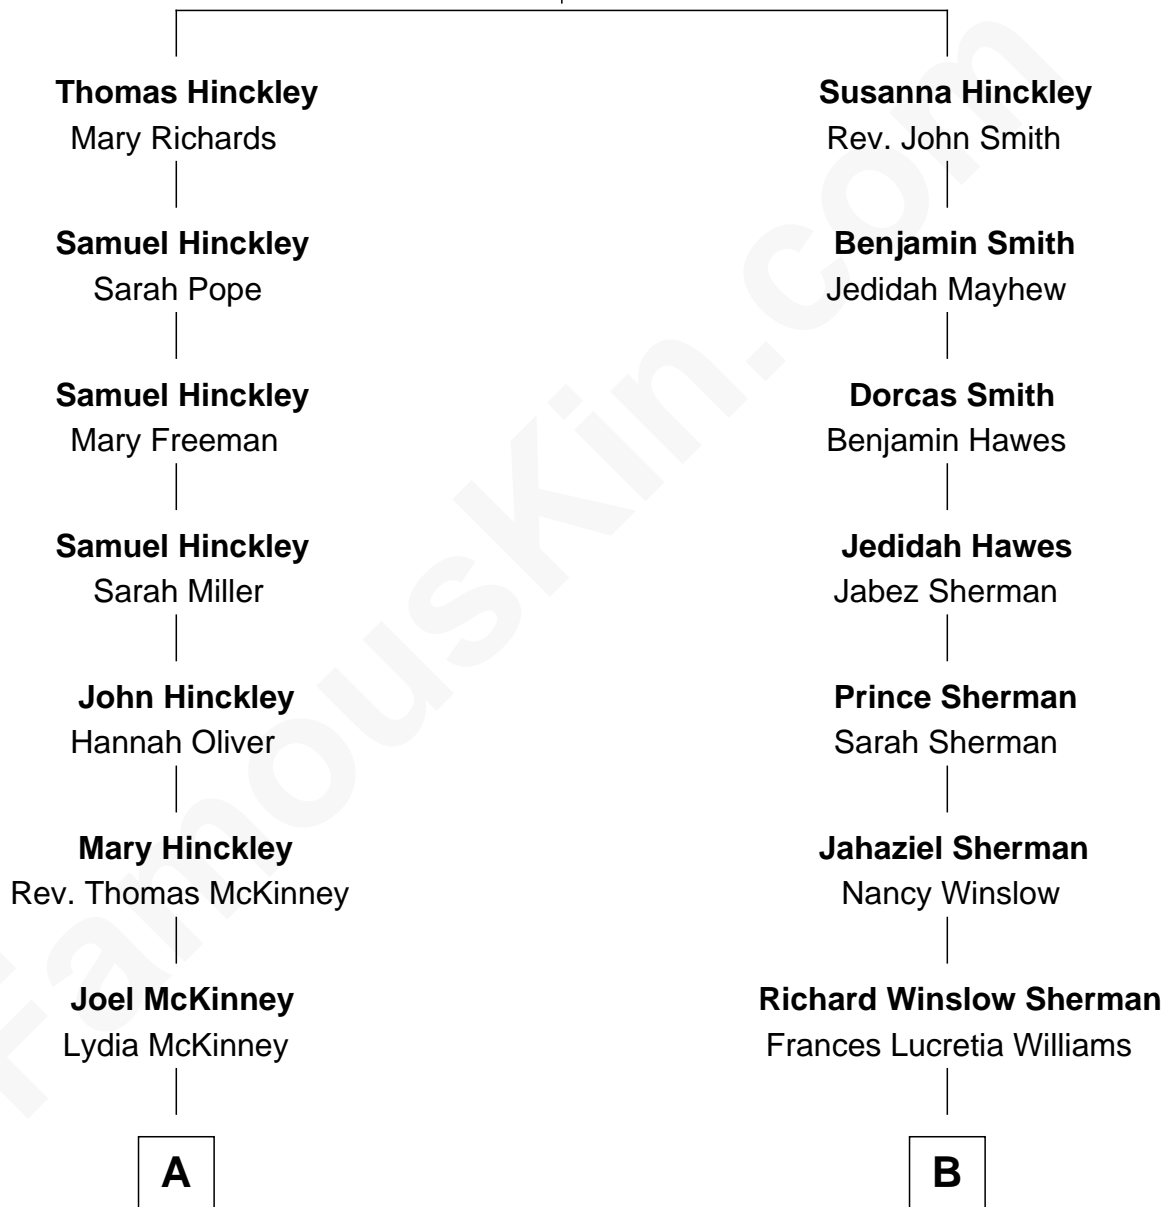 Thomas Hinckley
Mary Richards
Samuel Hinckley
Sarah Pope
Samuel Hinckley
Mary Freeman
Samuel Hinckley
Sarah Miller
John Hinckley
Hannah Oliver
Mary Hinckley
Rev. Thomas McKinney
Joel McKinney
Lydia McKinney
A
Susanna Hinckley
Rev. John Smith
Benjamin Smith
Jedidah Mayhew
Dorcas Smith
Benjamin Hawes
Jedidah Hawes
Jabez Sherman
Prince Sherman
Sarah Sherman
Jahaziel Sherman
Nancy Winslow
Richard Winslow Sherman
Frances Lucretia Williams
B
FamousKin.com